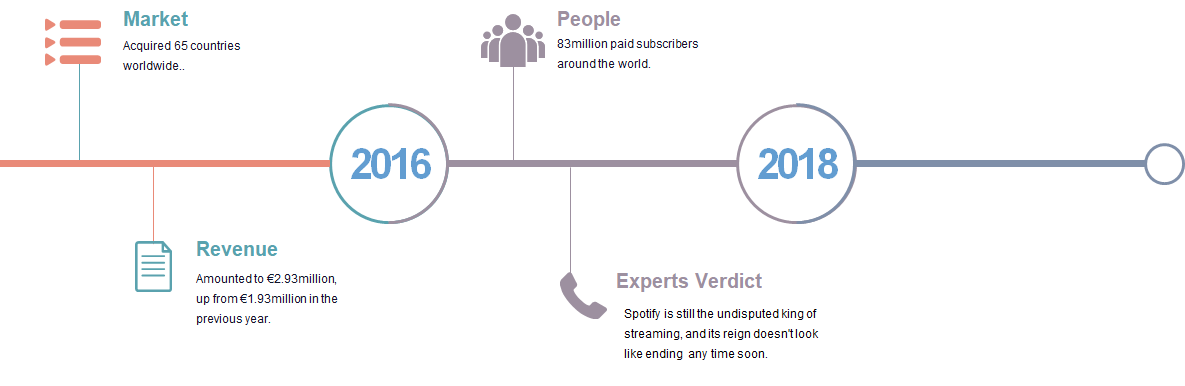 Market
Acquired 65 countries
worldwide..
People
83million paid subscribers
around the world.
2016
2018
Revenue
Amounted to €2.93million,
up from €1.93million in the
previous year.
Experts Verdict
Spotify is still the undisputed king of
streaming, and its reign doesn't look
like ending  any time soon.